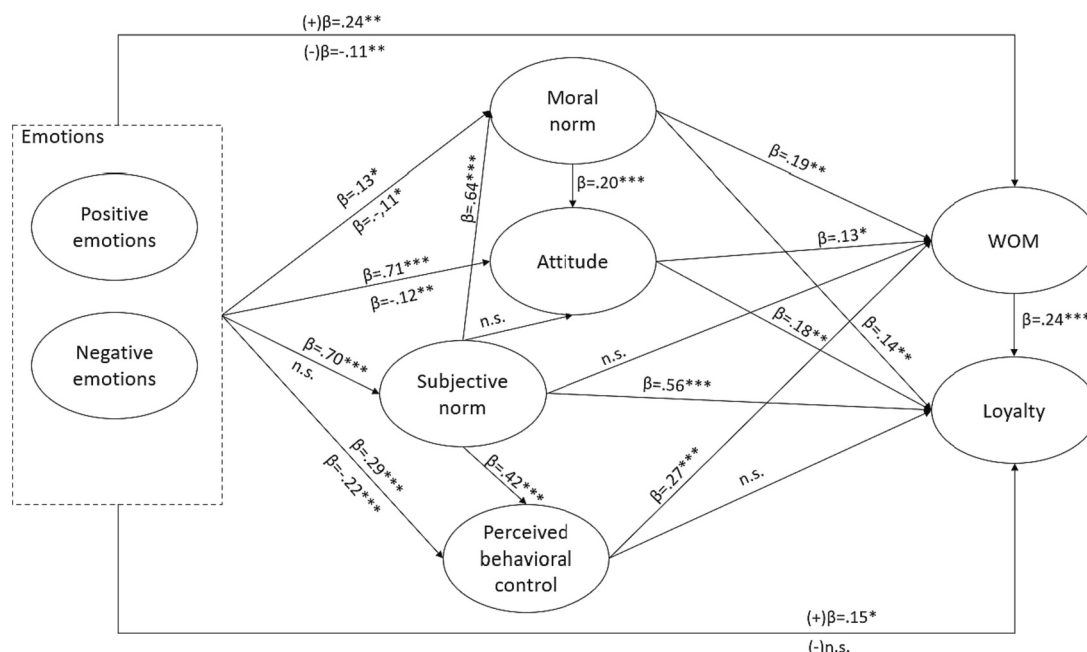 (+)β=.24**
(-)β=-.11**
Emotions
Positive
emotions
Negative
emotions
Moral
norm
β=.13*
β=.-,11*
β=.64***
β=.20***
β=.19**
Attitude
β=.71***
β=-.12**
β=.13*
WOM
n.s.
β=.18**
β=.14**
β=.24***
β=.70***
n.s.
Subjective
norm
n.s.
β=.56***
Loyalty
β=.29***
β=-.22***
β=.42***
β=.27***
n.s.
Perceived
behavioral
control
(+)β=.15*
(-)n.s.